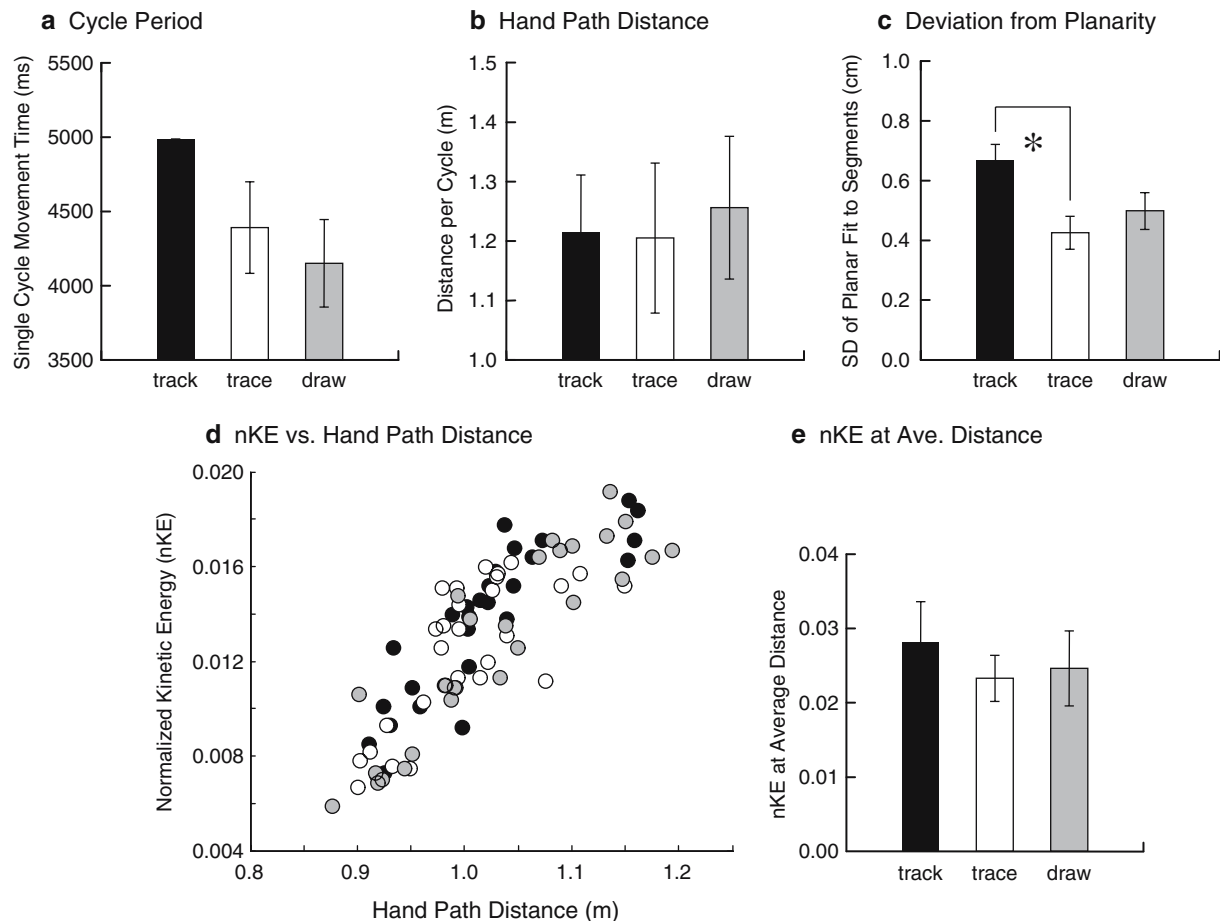 a Cycle Period
Single Cycle Movement Time (ms)
5500
5000
4500
4000
3500
track trace draw
b Hand Path Distance
Distance per Cycle (m)
1.5
1.4
1.3
1.2
1.1
1.0
track trace draw
c Deviation from Planarity
SD of Planar Fit to Segments (cm)
1.0
0.8
0.6
0.4
0.2
0.0
*
track trace draw
d nKE vs. Hand Path Distance
Normalized Kinetic Energy (nKE)
0.020
0.016
0.012
0.008
0.004
0.8 0.9 1.0 1.1 1.2
Hand Path Distance (m)
e nKE at Ave. Distance
nKE at Average Distance
0.04
0.03
0.02
0.01
0.00
track trace draw